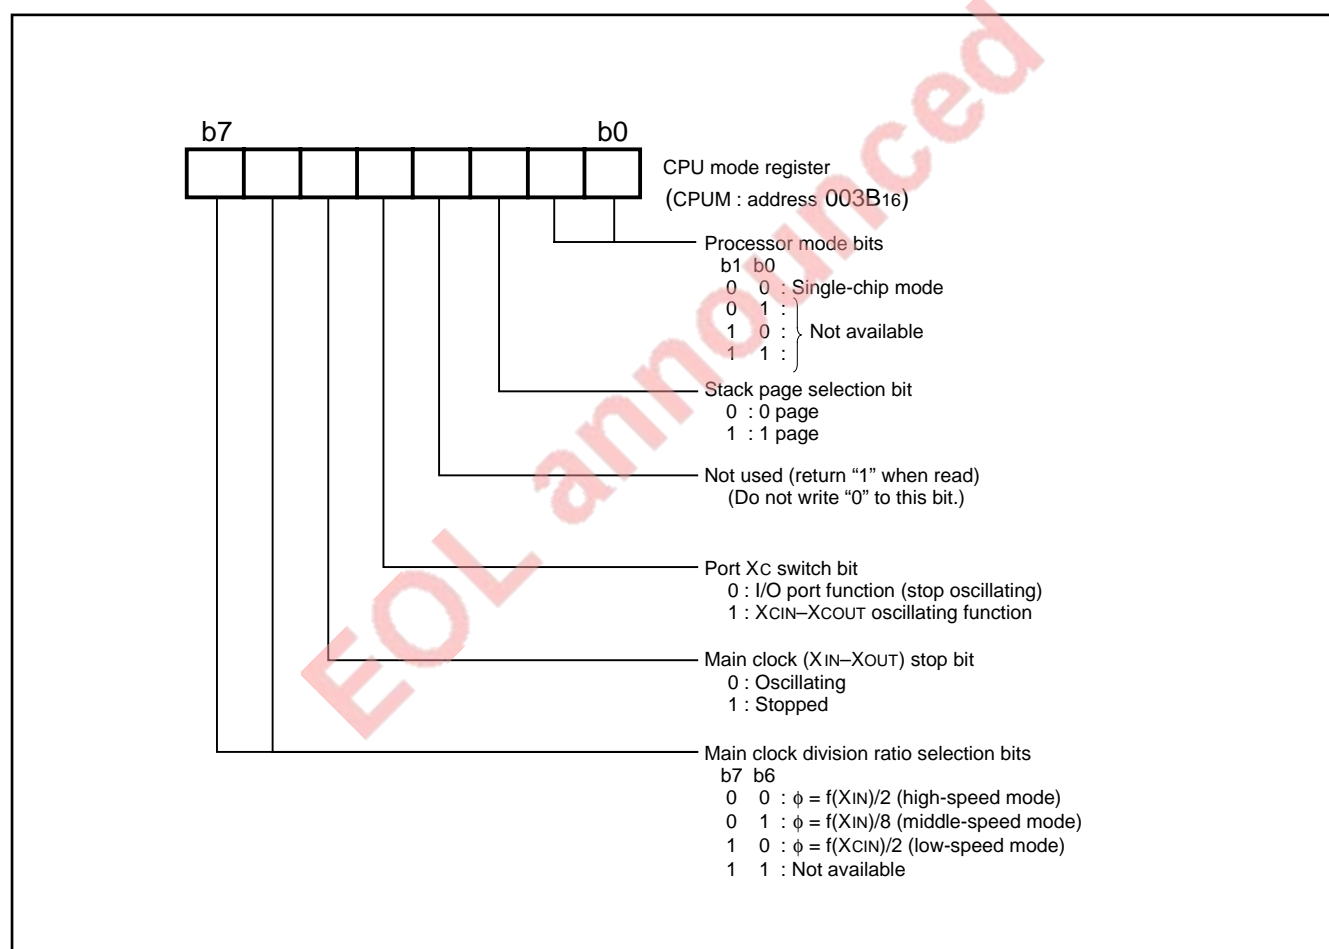 b7 b0
CPU mode register
(CPUM : address 003B16)
Processor mode bits
b1 b0
0 0 : Single-chip mode
0 1 :
1 0 : Not available
1 1 :
Stack page selection bit
0 : 0 page
1 : 1 page
Not used (return “1” when read)
(Do not write “0” to this bit.)
Port XC switch bit
0 : I/O port function (stop oscillating)
1 : XCIN–XCOUT oscillating function
Main clock (XIN–XOUT) stop bit
0 : Oscillating
1 : Stopped
Main clock division ratio selection bits
b7 b6
0 0 : φ = f(XIN)/2 (high-speed mode)
0 1 : φ = f(XIN)/8 (middle-speed mode)
1 0 : φ = f(XCIN)/2 (low-speed mode)
1 1 : Not available
EOL announced